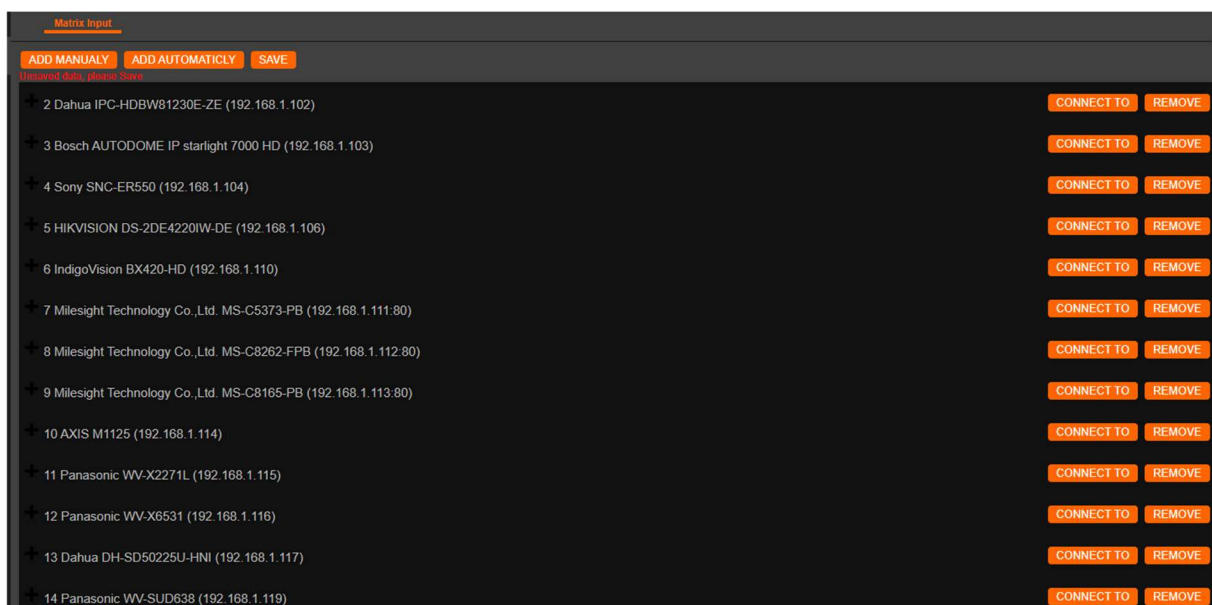 Matrix Input
ADD MANUALY ADD AUTOMATICLY SAVE
Unsaved data, please Save
2 Dahua IPC-HDBW81230E-ZE (192.168.1.102) CONNECT TO REMOVE
3 Bosch AUTODOME IP starlight 7000 HD (192.168.1.103) CONNECT TO REMOVE
4 Sony SNC-ER550 (192.168.1.104) CONNECT TO REMOVE
5 HIKVISION DS-2DE4220IW-DE (192.168.1.106) CONNECT TO REMOVE
6 IndigoVision BX420-HD (192.168.1.110) CONNECT TO REMOVE
7 Milesight Technology Co.,Ltd. MS-C5373-PB (192.168.1.111:80) CONNECT TO REMOVE
8 Milesight Technology Co.,Ltd. MS-C8262-FPB (192.168.1.112:80) CONNECT TO REMOVE
9 Milesight Technology Co.,Ltd. MS-C8165-PB (192.168.1.113:80) CONNECT TO REMOVE
10 AXIS M1125 (192.168.1.114) CONNECT TO REMOVE
11 Panasonic WV-X2271L (192.168.1.115) CONNECT TO REMOVE
12 Panasonic WV-X6531 (192.168.1.116) CONNECT TO REMOVE
13 Dahua DH-SD50225U-HNI (192.168.1.117) CONNECT TO REMOVE
14 Panasonic WV-SUD638 (192.168.1.119) CONNECT TO REMOVE